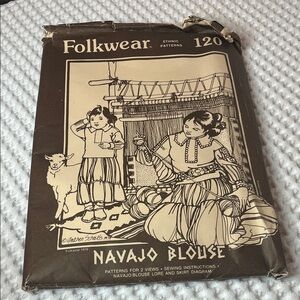 Folkwear
ETHNIC
PATTERNS
120
NAVAJO BLOUSE
PATTERNS FOR 2 VIEWS • SEWING INSTRUCTIONS •
NAVAJO BLOUSE LORE AND SKIRT DIAGRAM